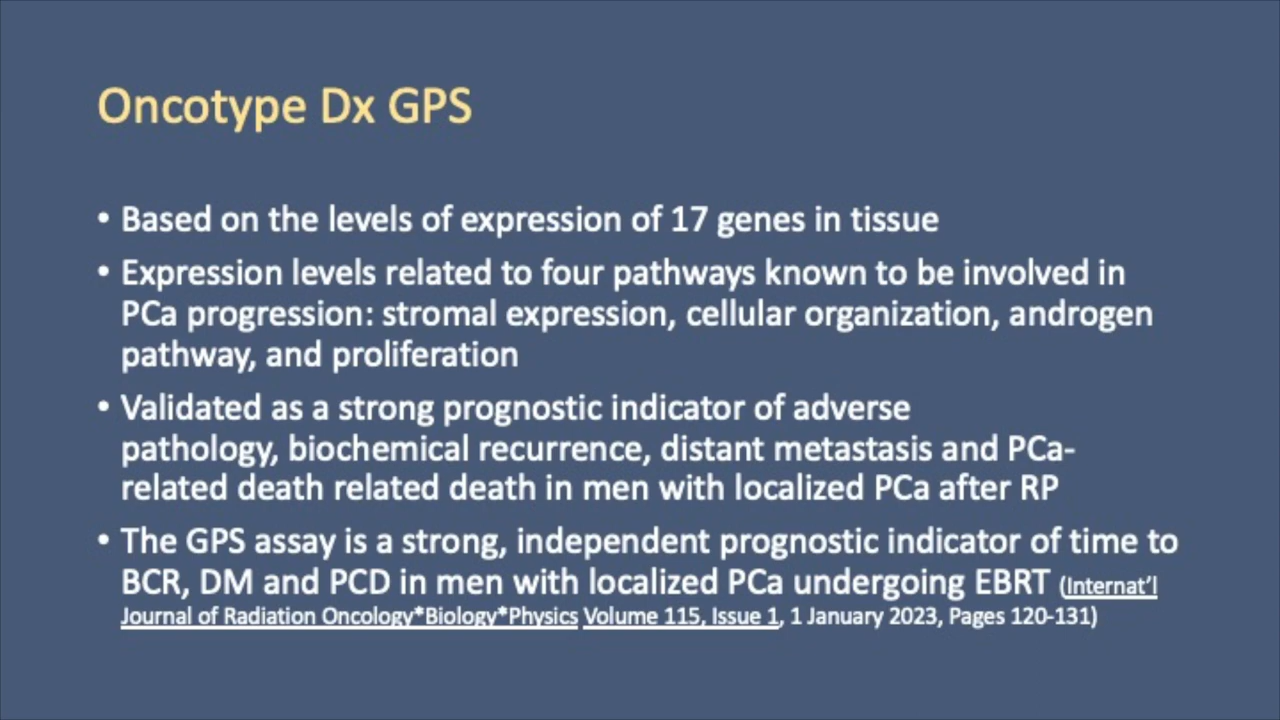 Oncotype Dx GPS
• Based on the levels of expression of 17 genes in tissue
• Expression levels related to four pathways known to be involved in
PCa progression: stromal expression, cellular organization, androgen
pathway, and proliferation
• Validated as a strong prognostic indicator of adverse
pathology, biochemical recurrence, distant metastasis and PCa-
related death related death in men with localized PCa after RP
• The GPS assay is a strong, independent prognostic indicator of time to
BCR, DM and PCD in men with localized PCa undergoing EBRT (Internat’l
Journal of Radiation Oncology*Biology*Physics Volume 115, Issue 1, 1 January 2023, Pages 120-131)